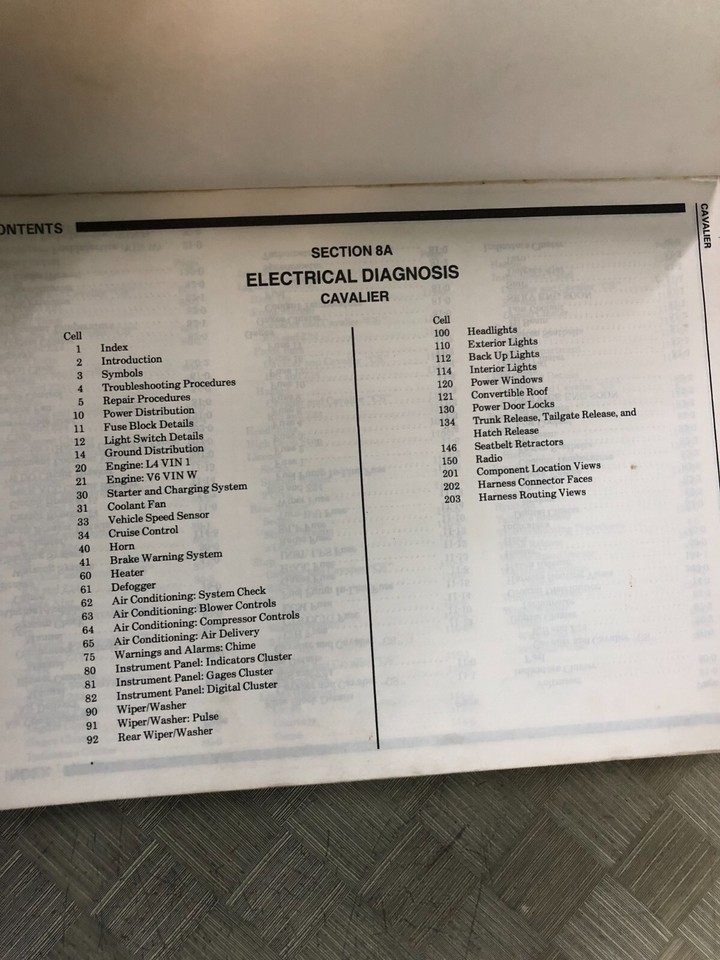 ONTENTS
CAVALIER
SECTION 8A
ELECTRICAL DIAGNOSIS
CAVALIER
Cell
1 Index
2 Introduction
3 Symbols
4 Troubleshooting Procedures
5 Repair Procedures
10 Power Distribution
11 Fuse Block Details
12 Light Switch Details
14 Ground Distribution
20 Engine: L4 VIN 1
21 Engine: V6 VIN W
30 Starter and Charging System
31 Coolant Fan
33 Vehicle Speed Sensor
34 Cruise Control
40 Horn
41 Brake Warning System
60 Heater
61 Defogger
62 Air Conditioning: System Check
63 Air Conditioning: Blower Controls
64 Air Conditioning: Compressor Controls
65 Air Conditioning: Air Delivery
75 Warnings and Alarms: Chime
80 Instrument Panel: Indicators Cluster
81 Instrument Panel: Gages Cluster
82 Instrument Panel: Digital Cluster
90 Wiper/Washer
91 Wiper/Washer: Pulse
92 Rear Wiper/Washer
Cell
100 Headlights
110 Exterior Lights
112 Back Up Lights
114 Interior Lights
120 Power Windows
121 Convertible Roof
130 Power Door Locks
134 Trunk Release, Tailgate Release, and
Hatch Release
146 Seatbelt Retractors
150 Radio
201 Component Location Views
202 Harness Connector Faces
203 Harness Routing Views